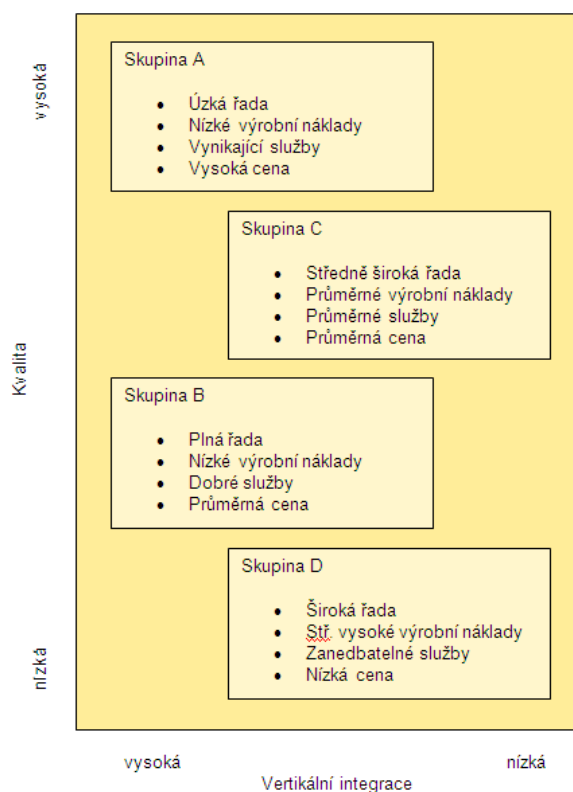 vysoká
Skupina A
• Úzká řada
• Nízké výrobní náklady
• Vynikající služby
• Vysoká cena
Skupina C
• Středně široká řada
• Průměrné výrobní náklady
• Průměrné služby
• Průměrná cena
Kvalita
Skupina B
• Plná řada
• Nízké výrobní náklady
• Dobré služby
• Průměrná cena
Skupina D
• Široká řada
• Stř. vysoké výrobní náklady
• Zanedbatelné služby
• Nízká cena
nízká
vysoká nízká
Vertikální integrace